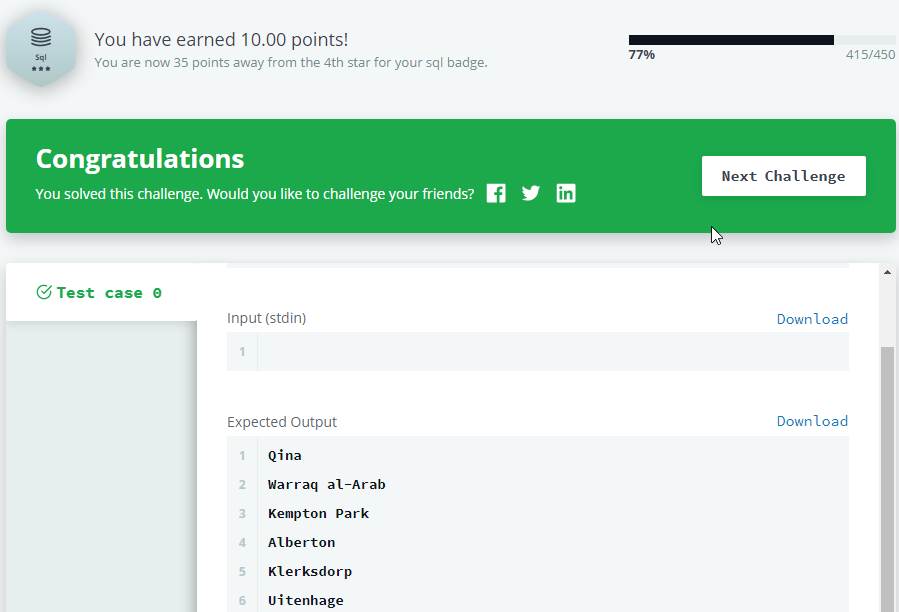 Sql
You have earned 10.00 points!
You are now 35 points away from the 4th star for your sql badge.
77%
415/450
Congratulations
You solved this challenge. Would you like to challenge your friends?
Next Challenge
Test case 0
Input (stdin)
Download
1
Expected Output
Download
1 Qina
2 Warraq al-Arab
3 Kempton Park
4 Alberton
5 Klerksdorp
6 Uitenhage